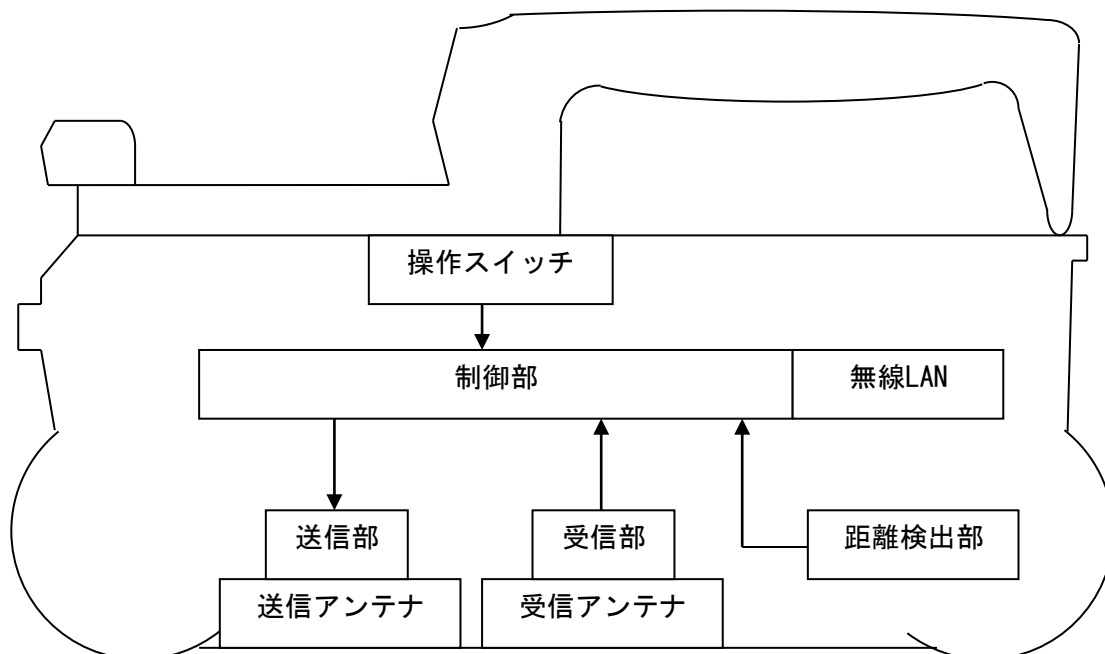 操作スイッチ
制御部
無線LAN
送信部
受信部
距離検出部
送信アンテナ
受信アンテナ